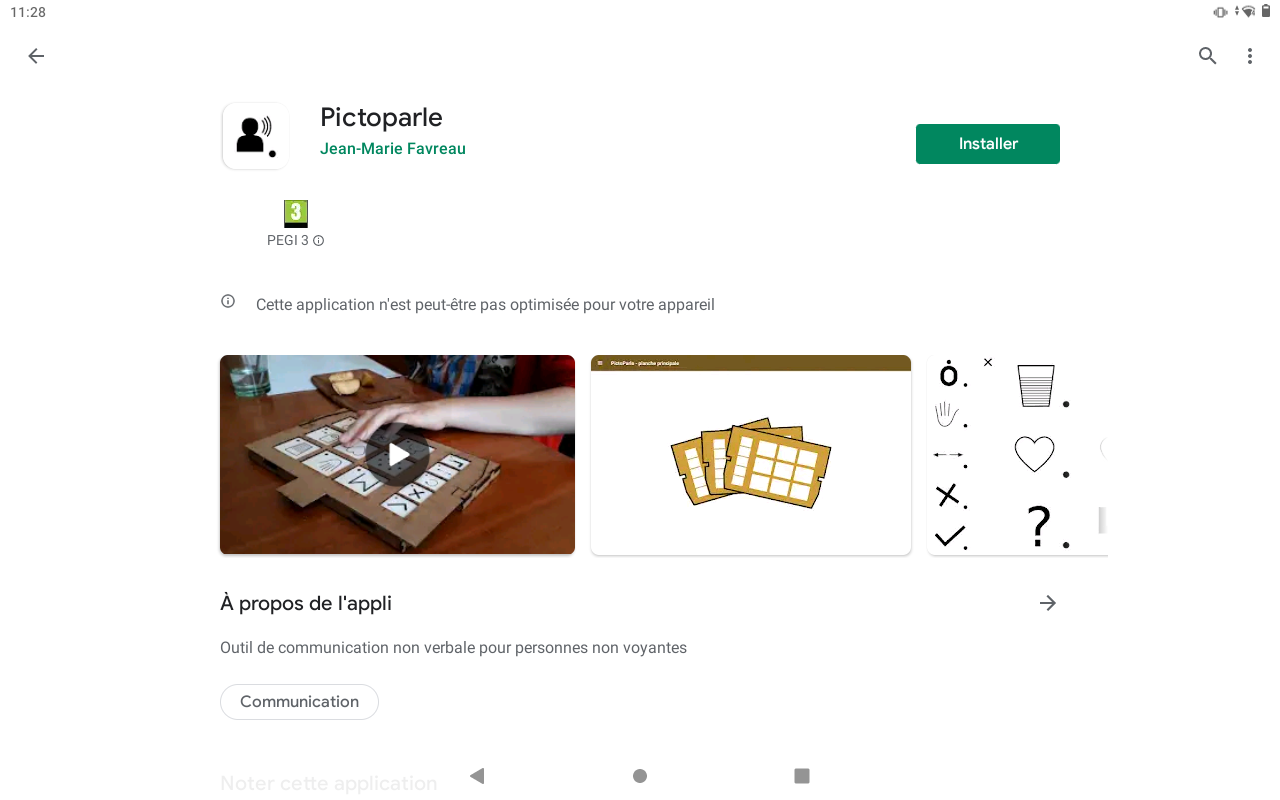 11:28
Pictoparle
Jean-Marie Favreau
Installer
3
PEGI 3
Cette application n'est peut-être pas optimisée pour votre appareil
PictoParle - planche principale
?
À propos de l'appli
Outil de communication non verbale pour personnes non voyantes
Communication
Noter cette application